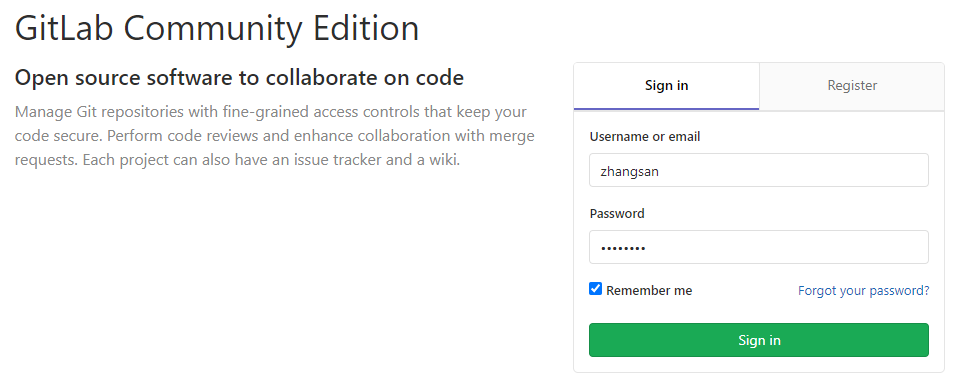 GitLab Community Edition
Open source software to collaborate on code
Manage Git repositories with fine-grained access controls that keep your
code secure. Perform code reviews and enhance collaboration with merge
requests. Each project can also have an issue tracker and a wiki.
Sign in
Register
Username or email
zhangsan
Password
••••••••
Remember me
Forgot your password?
Sign in